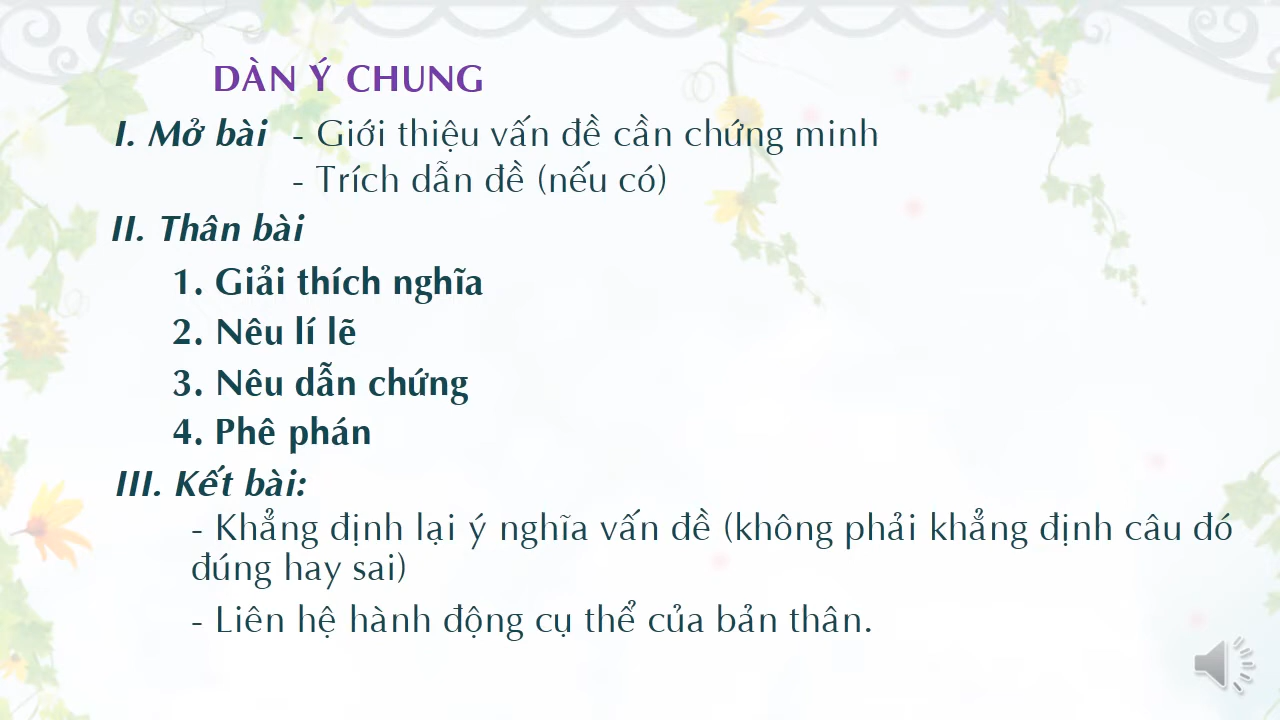 DÀN Ý CHUNG
I. Mở bài - Giới thiệu vấn đề cần chứng minh
- Trích dẫn đề (nếu có)
II. Thân bài
1. Giải thích nghĩa
2. Nêu lí lẽ
3. Nêu dẫn chứng
4. Phê phán
III. Kết bài:
- Khẳng định lại ý nghĩa vấn đề (không phải khẳng định câu đó
đúng hay sai)
- Liên hệ hành động cụ thể của bản thân.